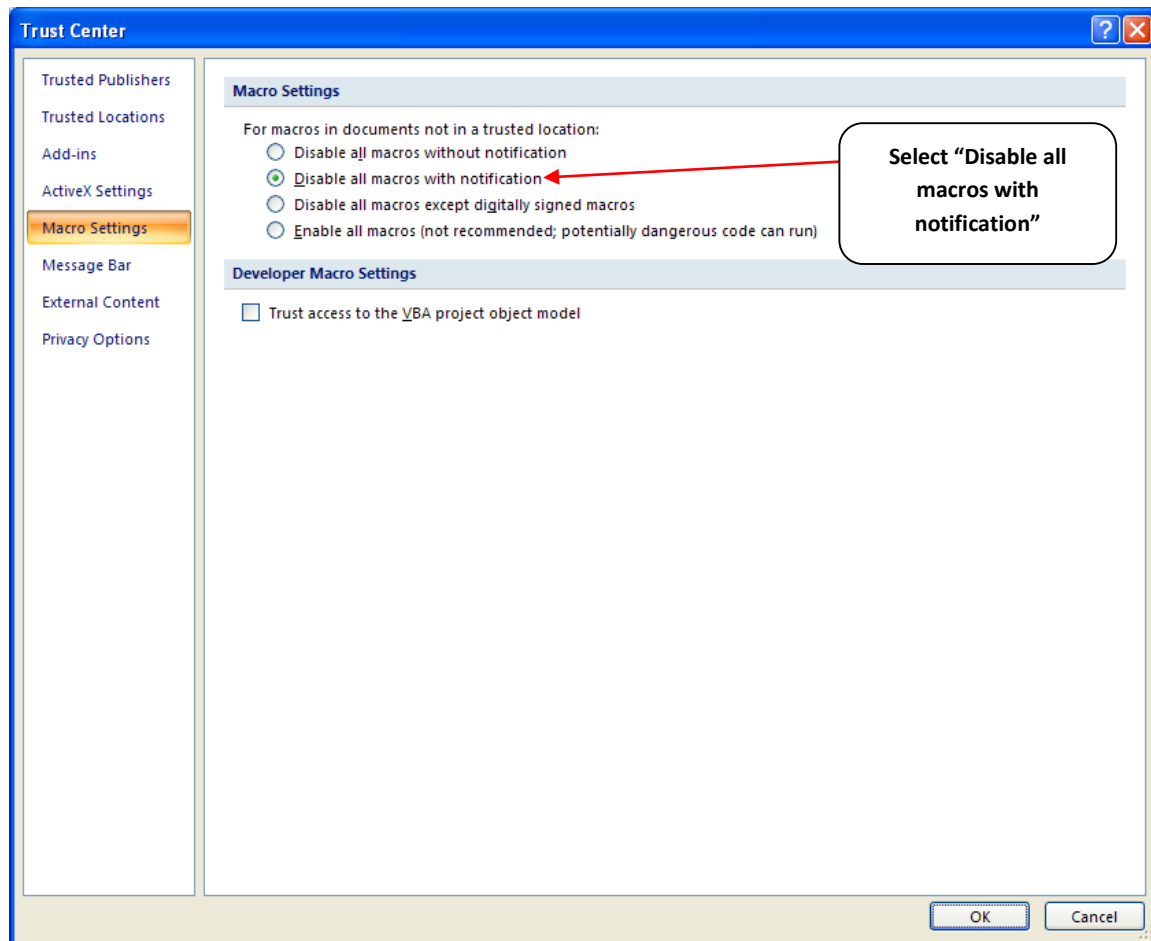 Trust Center
Trusted Publishers
Trusted Locations
Add-ins
ActiveX Settings
Macro Settings
Message Bar
External Content
Privacy Options
Macro Settings
For macros in documents not in a trusted location:
Disable all macros without notification
Disable all macros with notification
Disable all macros except digitally signed macros
Enable all macros (not recommended; potentially dangerous code can run)
Select “Disable all
macros with
notification”
Developer Macro Settings
Trust access to the VBA project object model
OK
Cancel